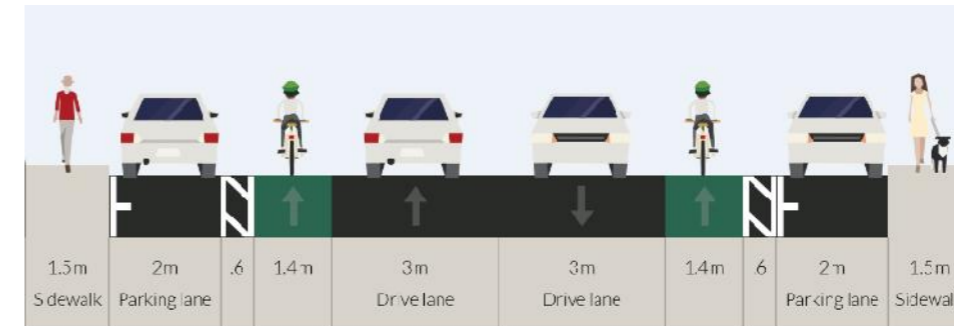 1.5m 2m .6 1.4m 3m 3m 1.4m .6 2m 1.5m
Sidewalk Parking lane Drive lane Drive lane Parking lane Sidewal